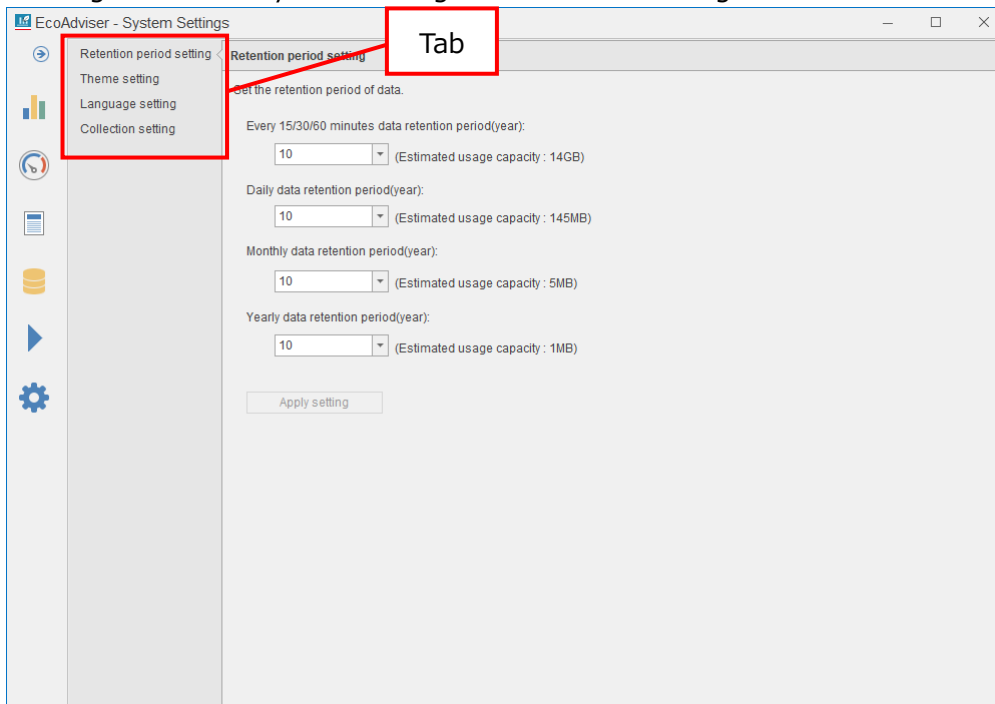 EcoAdviser - System Settings
Tab
Retention period setting
Theme setting
Language setting
Collection setting
Retention period setting
Set the retention period of data.
Every 15/30/60 minutes data retention period(year):
10 (Estimated usage capacity : 14GB)
Daily data retention period(year):
10 (Estimated usage capacity : 145MB)
Monthly data retention period(year):
10 (Estimated usage capacity : 5MB)
Yearly data retention period(year):
10 (Estimated usage capacity : 1MB)
Apply setting